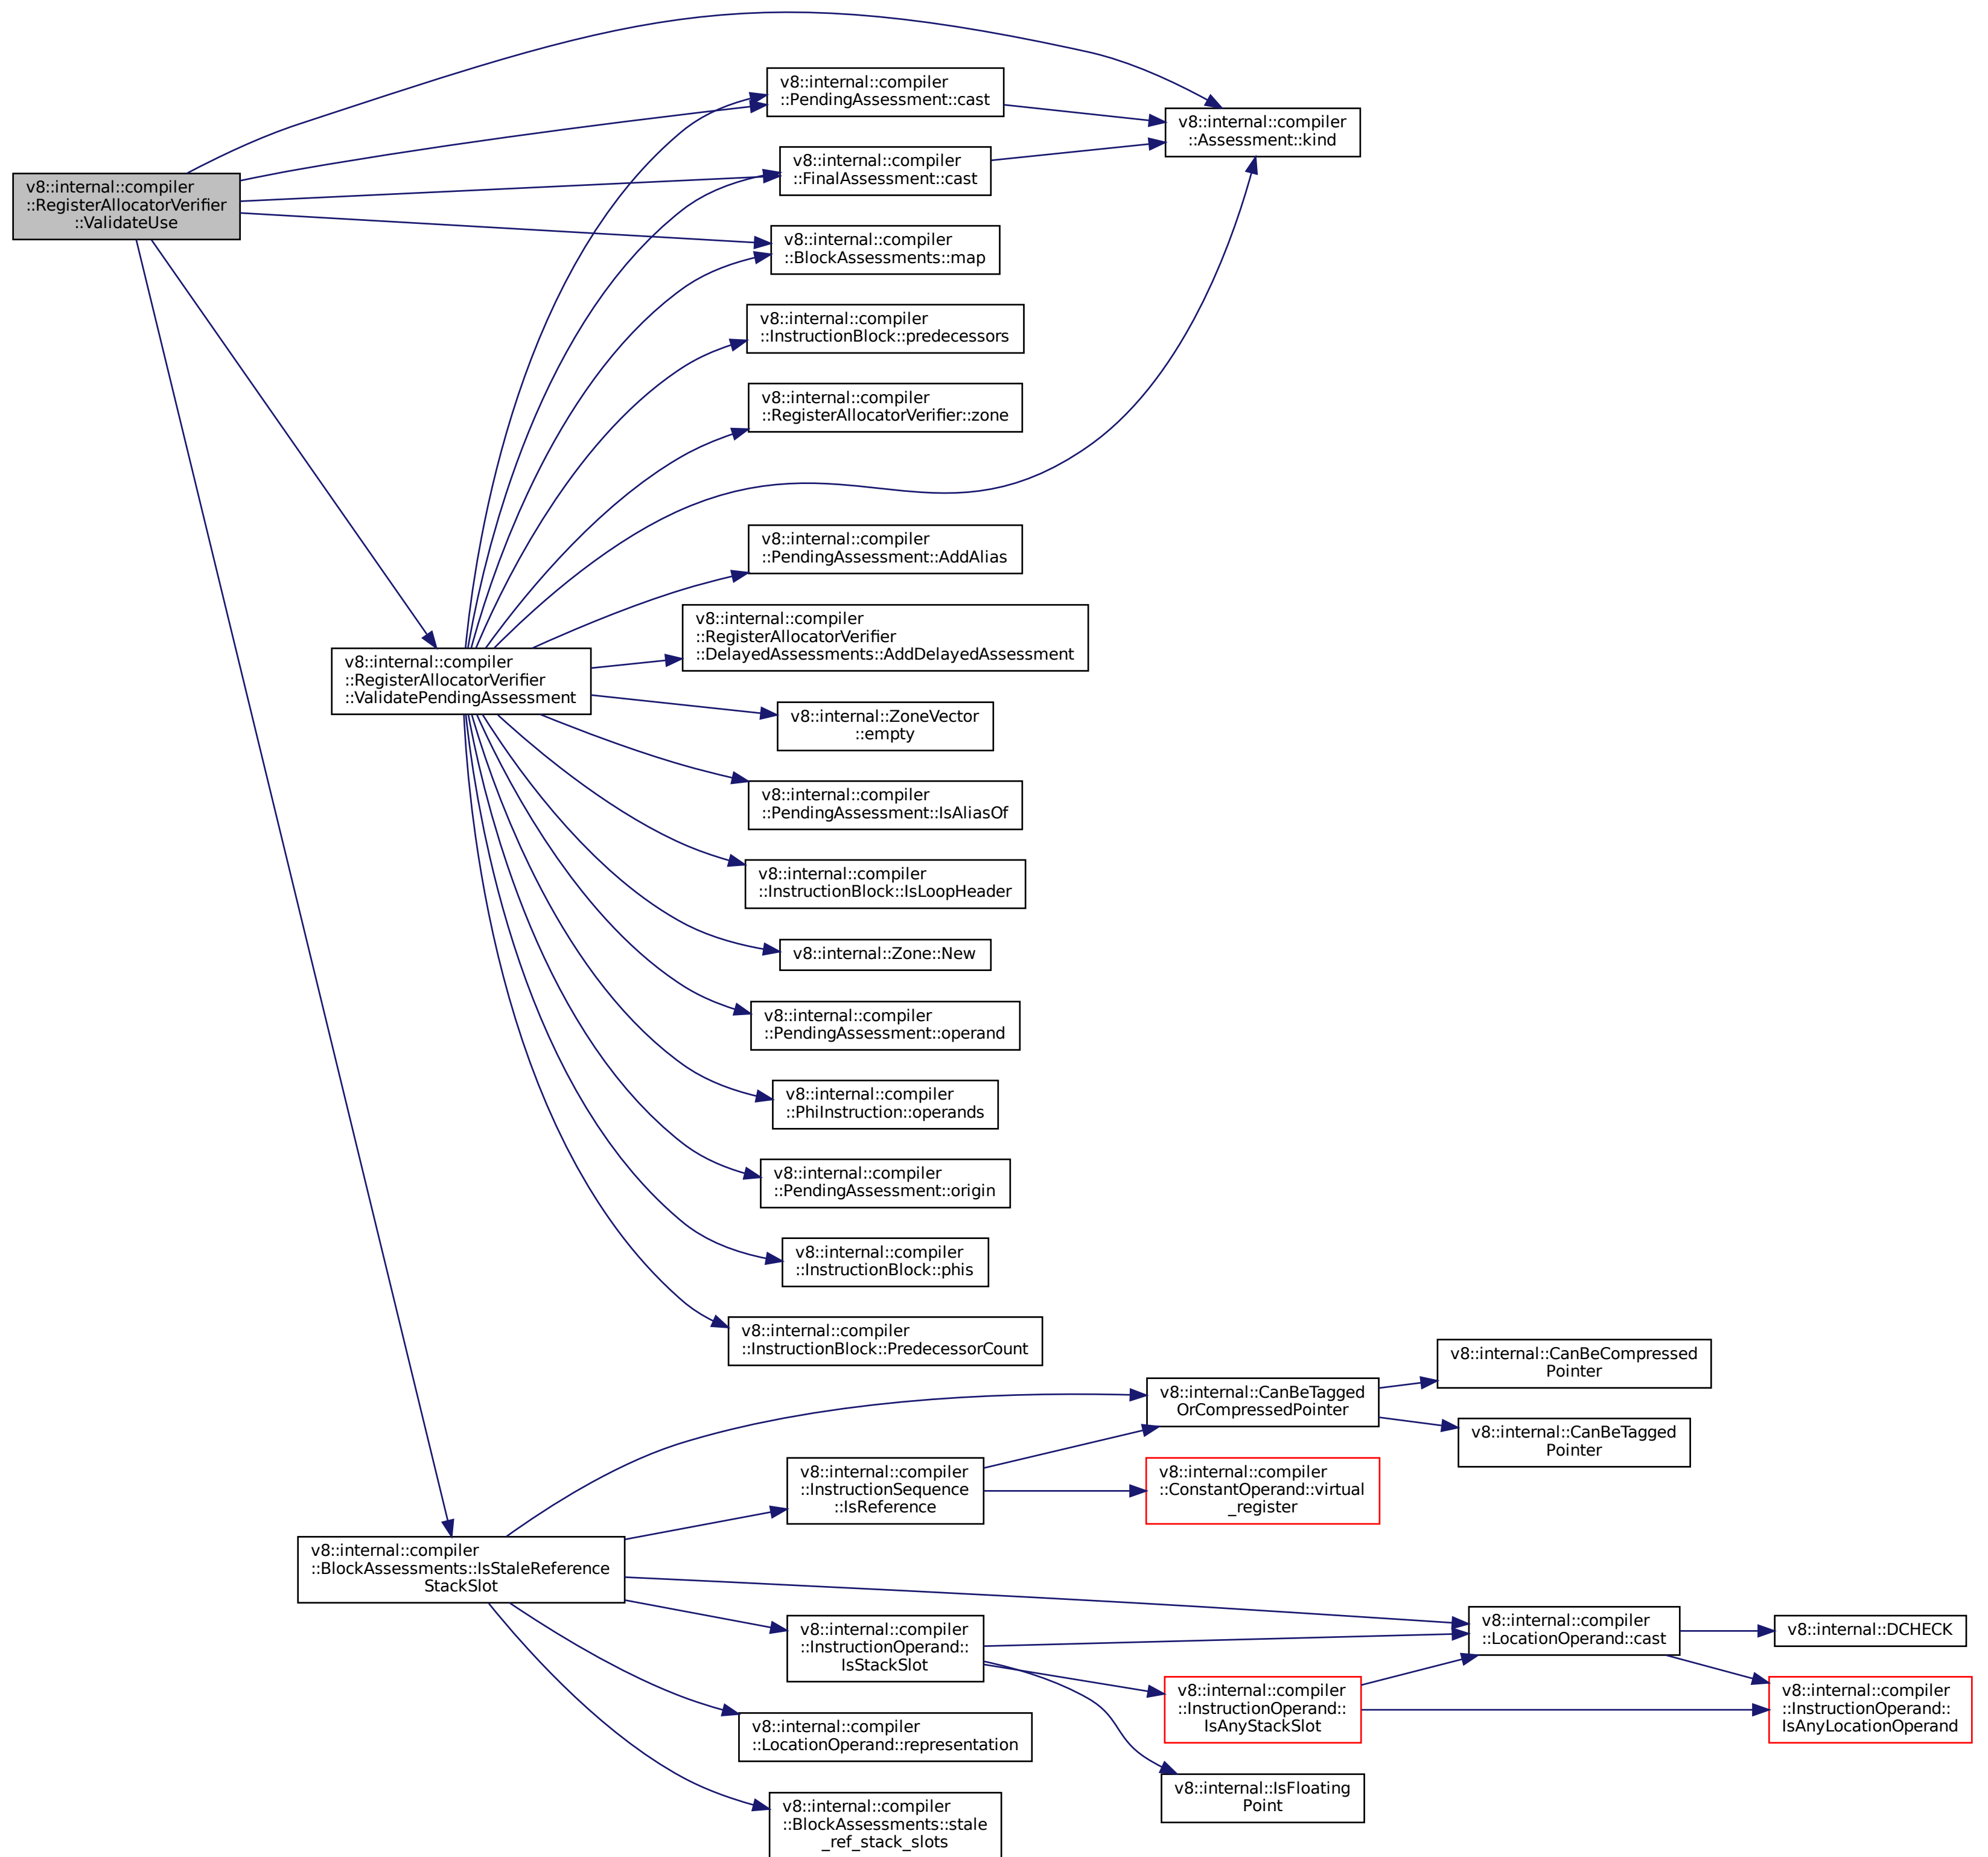 v8::internal::compiler
::RegisterAllocatorVerifier
::ValidateUse
v8::internal::compiler
::PendingAssessment::cast
v8::internal::compiler
::Assessment::kind
v8::internal::compiler
::FinalAssessment::cast
v8::internal::compiler
::BlockAssessments::map
v8::internal::compiler
::InstructionBlock::predecessors
v8::internal::compiler
::RegisterAllocatorVerifier::zone
v8::internal::compiler
::PendingAssessment::AddAlias
v8::internal::compiler
::RegisterAllocatorVerifier
::DelayedAssessments::AddDelayedAssessment
v8::internal::compiler
::RegisterAllocatorVerifier
::ValidatePendingAssessment
v8::internal::ZoneVector
::empty
v8::internal::compiler
::PendingAssessment::IsAliasOf
v8::internal::compiler
::InstructionBlock::IsLoopHeader
v8::internal::Zone::New
v8::internal::compiler
::PendingAssessment::operand
v8::internal::compiler
::PhiInstruction::operands
v8::internal::compiler
::PendingAssessment::origin
v8::internal::compiler
::InstructionBlock::phis
v8::internal::compiler
::InstructionBlock::PredecessorCount
v8::internal::CanBeCompressed
Pointer
v8::internal::CanBeTagged
OrCompressedPointer
v8::internal::CanBeTagged
Pointer
v8::internal::compiler
::InstructionSequence
::IsReference
v8::internal::compiler
::ConstantOperand::virtual
_register
v8::internal::compiler
::BlockAssessments::IsStaleReference
StackSlot
v8::internal::compiler
::InstructionOperand::
IsStackSlot
v8::internal::compiler
::LocationOperand::cast
v8::internal::DCHECK
v8::internal::compiler
::InstructionOperand::
IsAnyStackSlot
v8::internal::compiler
::InstructionOperand::
IsAnyLocationOperand
v8::internal::compiler
::LocationOperand::representation
v8::internal::IsFloating
Point
v8::internal::compiler
::BlockAssessments::stale
_ref_stack_slots